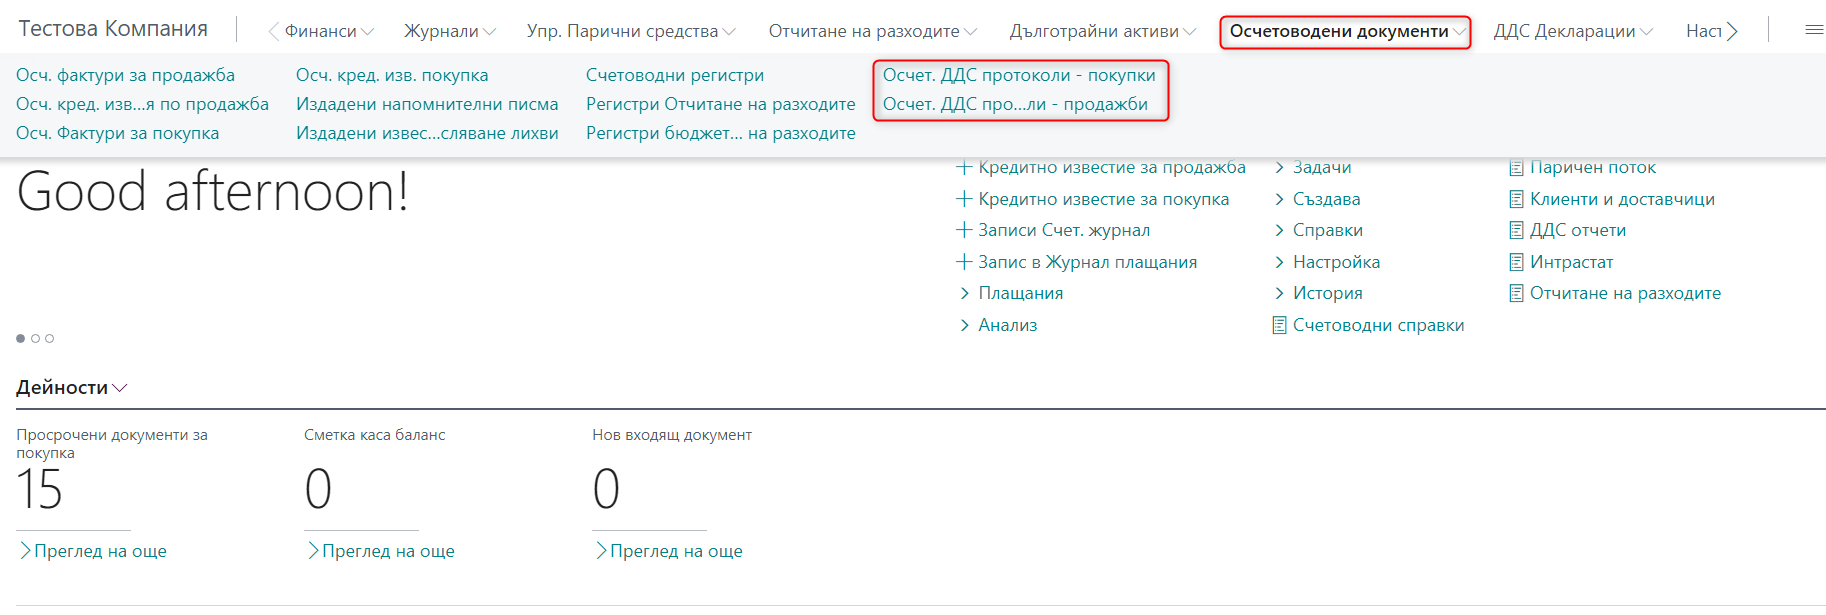 Тестова Компания
Финанси
Журнали
Упр. Парични средства
Отчитане на разходите
Дълготрайни активи
Осчетоводени документи
ДДС Декларации
Наст
Осч. фактури за продажба
Осч. кред. изв. покупка
Счетоводни регистри
Осчет. ДДС протоколи - покупки
Осч. кред. изв...я по продажба
Издадени напомнителни писма
Регистри Отчитане на разходите
Осчет. ДДС про...ли - продажби
Осч. Фактури за покупка
Издадени извес...сляване лихви
Регистри бюджет... на разходите
Good afternoon!
Кредитно известие за продажба
Задачи
Паричен поток
Кредитно известие за покупка
Създава
Клиенти и доставчици
Записи Счет. журнал
Справки
ДДС отчети
Запис в Журнал плащания
Настройка
Интрастат
Плащания
История
Отчитане на разходите
Анализ
Счетоводни справки
Дейности
Просрочени документи за
покупка
15
Преглед на още
Сметка каса баланс
0
Преглед на още
Нов входящ документ
0
Преглед на още